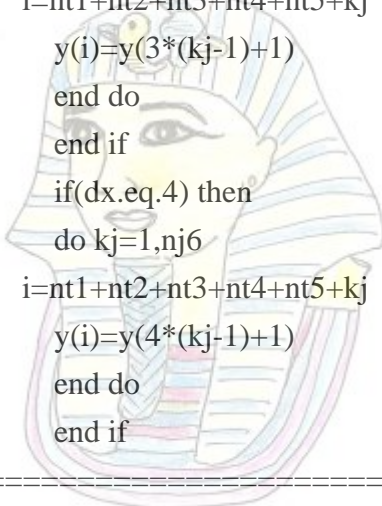 i=nt1+nt2+nt3+nt4+nt5+kj
y(i)=y(3*(kj-1)+1)
end do
end if
if(dx.eq.4) then
do kj=1,nj6
i=nt1+nt2+nt3+nt4+nt5+kj
y(i)=y(4*(kj-1)+1)
end do
end if